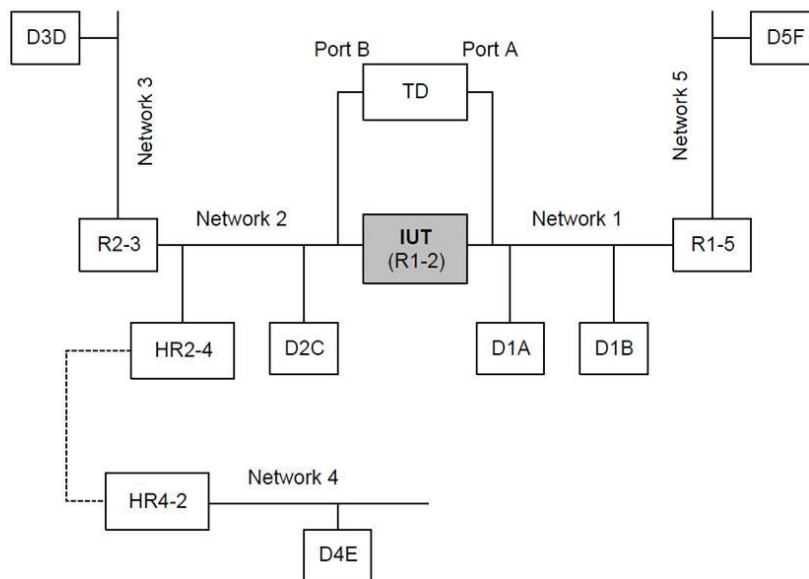 D3D
Port B
Port A
D5F
TD
Network 3
Network 5
Network 2
IUT
(R1-2)
Network 1
R2-3
R1-5
HR2-4
D2C
D1A
D1B
HR4-2
Network 4
D4E